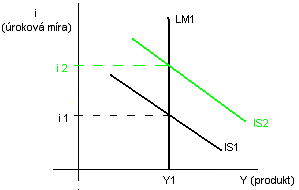 i
(úroková míra)
LM1
i 2
i 1
IS2
IS1
Y1
Y (produkt)